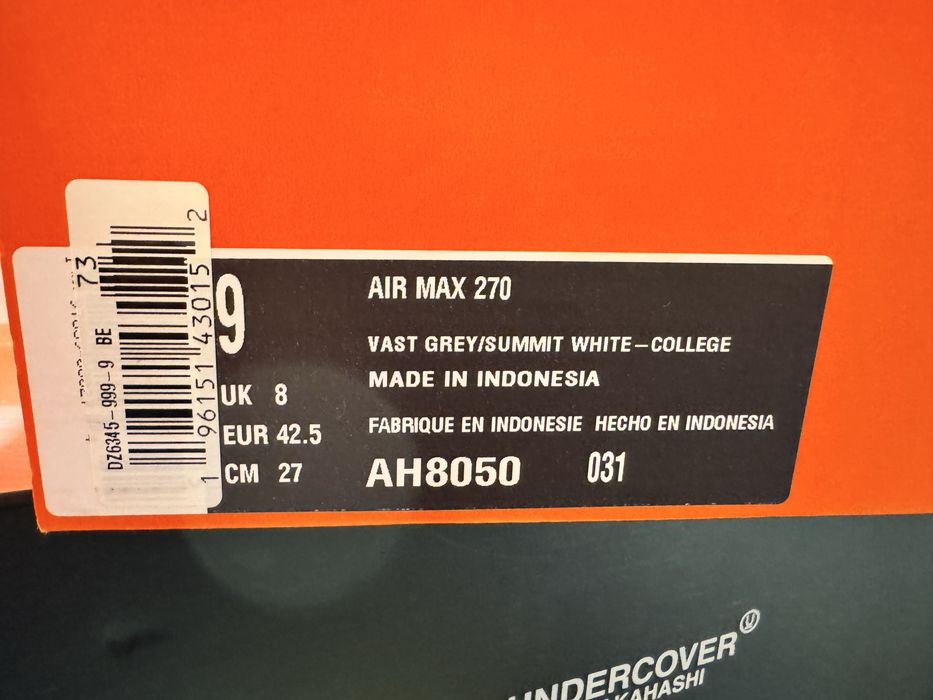 9
UK 8
EUR 42.5
CM 27
AIR MAX 270
VAST GREY/SUMMIT WHITE-COLLEGE
MADE IN INDONESIA
FABRIQUE EN INDONESIE HECHO EN INDONESIA
AH8050 031
1 96151 43015 2
73
DZ6345-999-9 BE
UNDERCOVER